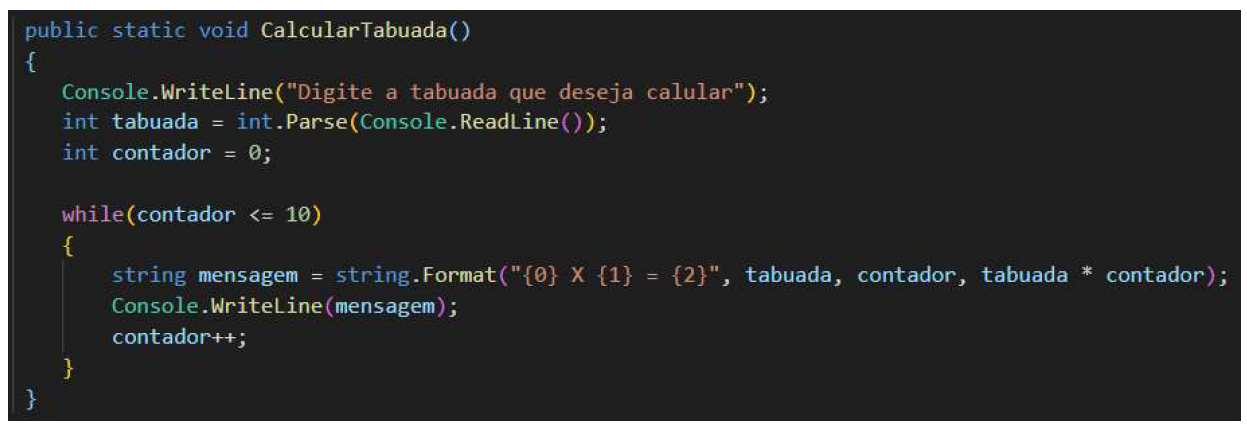 public static void CalcularTabuada()
{
Console.WriteLine("Digite a tabuada que deseja calular");
int tabuada = int.Parse(Console.ReadLine());
int contador = 0;
while(contador <= 10)
{
string mensagem = string.Format("{0} X {1} = {2}", tabuada, contador, tabuada * contador);
Console.WriteLine(mensagem);
contador++;
}
}